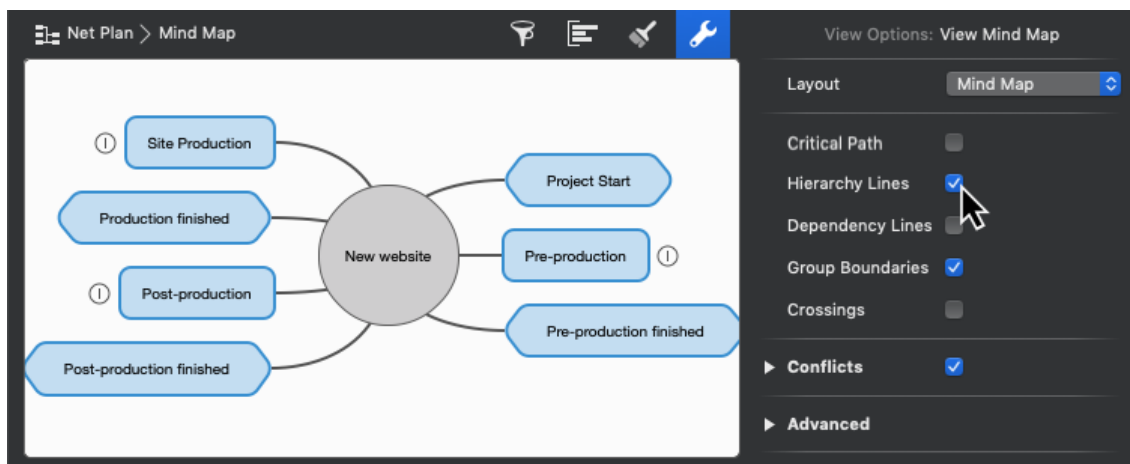 Net Plan > Mind Map
View Options: View Mind Map
Site Production
Production finished
Post-production
Post-production finished
New website
Project Start
Pre-production
Pre-production finished
Layout
Mind Map
Critical Path
Hierarchy Lines
Dependency Lines
Group Boundaries
Crossings
Conflicts
Advanced